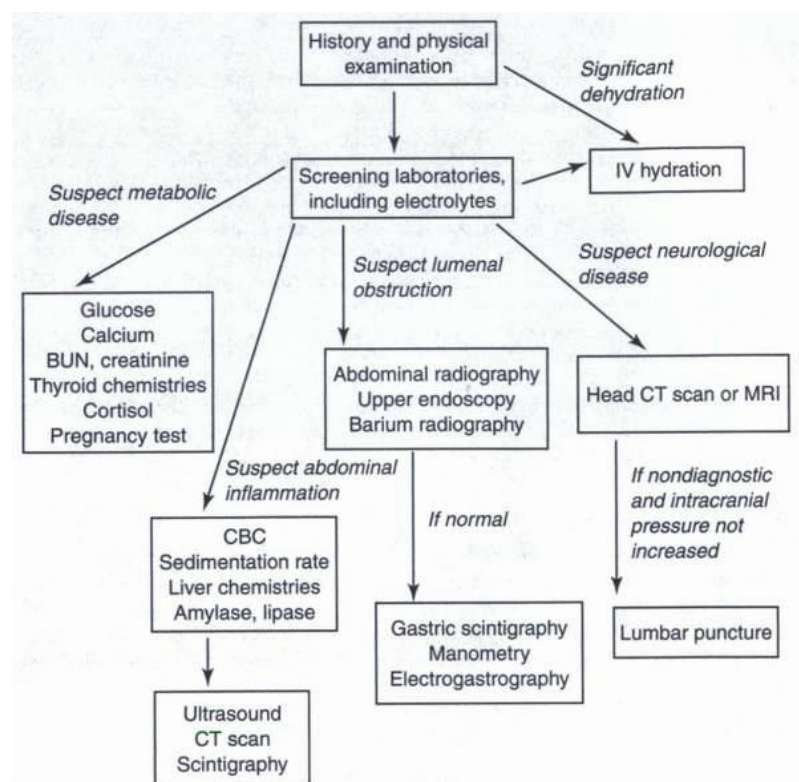 History and physical
examination
Significant
dehydration
Screening laboratories,
including electrolytes
IV hydration
Suspect metabolic
disease
Suspect lumenal
obstruction
Suspect neurological
disease
Glucose
Calcium
BUN, creatinine
Thyroid chemistries
Cortisol
Pregnancy test
Abdominal radiography
Upper endoscopy
Barium radiography
Head CT scan or MRI
Suspect abdominal
inflammation
If normal
If nondiagnostic
and intracranial
pressure not
increased
CBC
Sedimentation rate
Liver chemistries
Amylase, lipase
Gastric scintigraphy
Manometry
Electrogastrography
Lumbar puncture
Ultrasound
CT scan
Scintigraphy